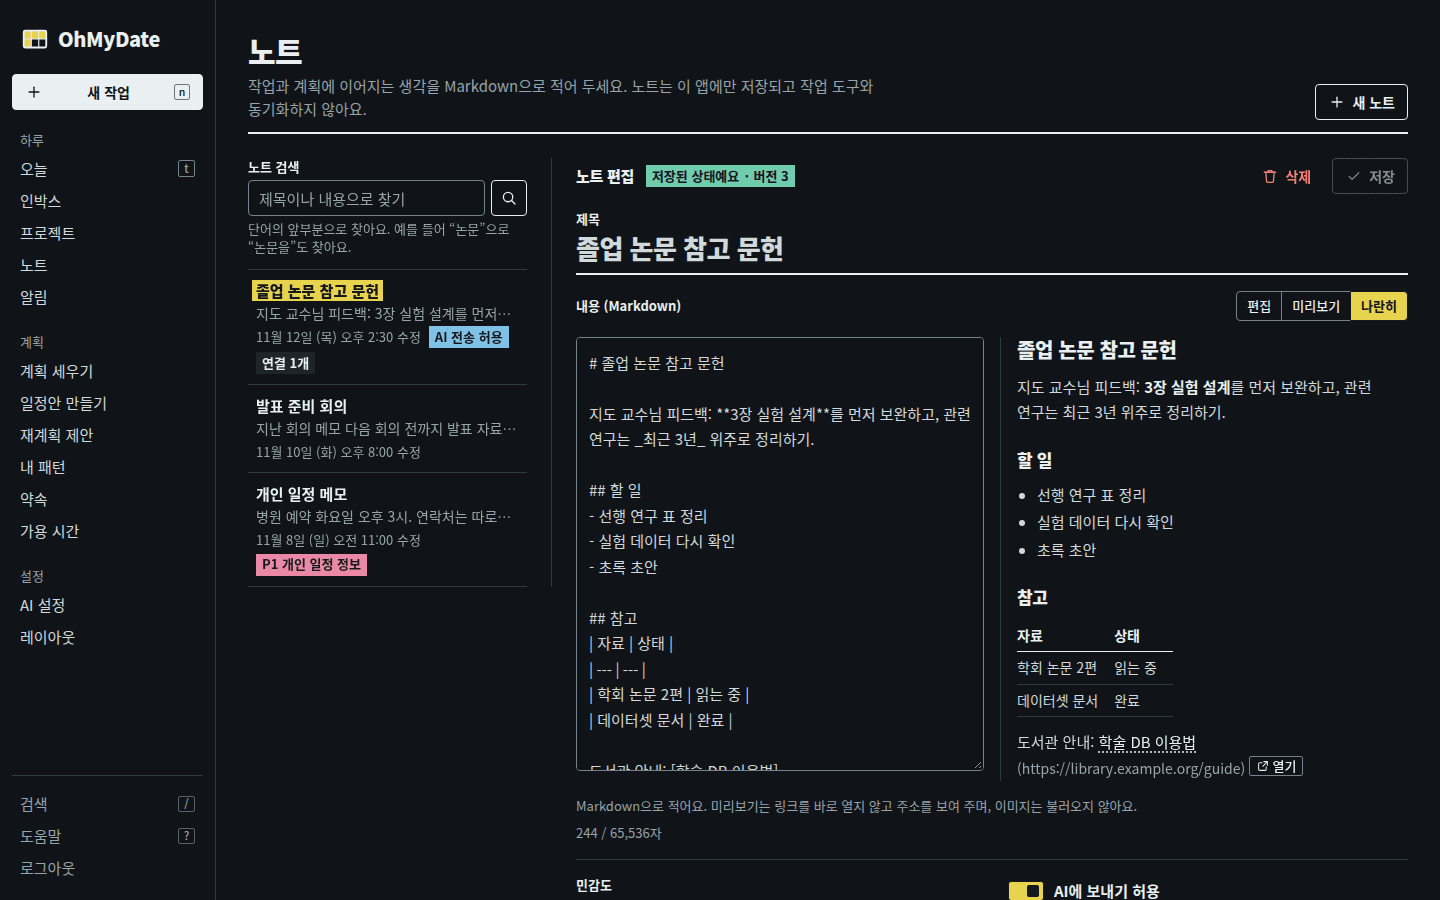 OhMyDate
새 작업
n
하루
오늘
t
인박스
프로젝트
노트
알림
계획
계획 세우기
일정안 만들기
재계획 제안
내 패턴
약속
가용 시간
설정
AI 설정
레이아웃
검색
/
도움말
?
로그아웃
노트
작업과 계획에 이어지는 생각을 Markdown으로 적어 두세요. 노트는 이 앱에만 저장되고 작업 도구와
동기화하지 않아요.
새 노트
노트 검색
제목이나 내용으로 찾기
단어의 앞부분으로 찾아요. 예를 들어 “논문”으로
“논문을”도 찾아요.
졸업 논문 참고 문헌
지도 교수님 피드백: 3장 실험 설계를 먼저…
11월 12일 (목) 오후 2:30 수정
AI 전송 허용
연결 1개
발표 준비 회의
지난 회의 메모 다음 회의 전까지 발표 자료…
11월 10일 (화) 오후 8:00 수정
개인 일정 메모
병원 예약 화요일 오후 3시. 연락처는 따로…
11월 8일 (일) 오전 11:00 수정
P1 개인 일정 정보
노트 편집
저장된 상태예요 · 버전 3
삭제
저장
제목
졸업 논문 참고 문헌
내용 (Markdown)
편집
미리보기
나란히
# 졸업 논문 참고 문헌
지도 교수님 피드백: **3장 실험 설계**를 먼저 보완하고, 관련
연구는 _최근 3년_ 위주로 정리하기.
## 할 일
- 선행 연구 표 정리
- 실험 데이터 다시 확인
- 초록 초안
## 참고
| 자료 | 상태 |
| --- | --- |
| 학회 논문 2편 | 읽는 중 |
| 데이터셋 문서 | 완료 |
도서관 안내: [학술 DB 이용법]
졸업 논문 참고 문헌
지도 교수님 피드백: 3장 실험 설계를 먼저 보완하고, 관련
연구는 최근 3년 위주로 정리하기.
할 일
선행 연구 표 정리
실험 데이터 다시 확인
초록 초안
참고
자료 상태
학회 논문 2편 읽는 중
데이터셋 문서 완료
도서관 안내: 학술 DB 이용법
(https://library.example.org/guide) 열기
Markdown으로 적어요. 미리보기는 링크를 바로 열지 않고 주소를 보여 주며, 이미지는 불러오지 않아요.
244 / 65,536자
민감도
AI에 보내기 허용